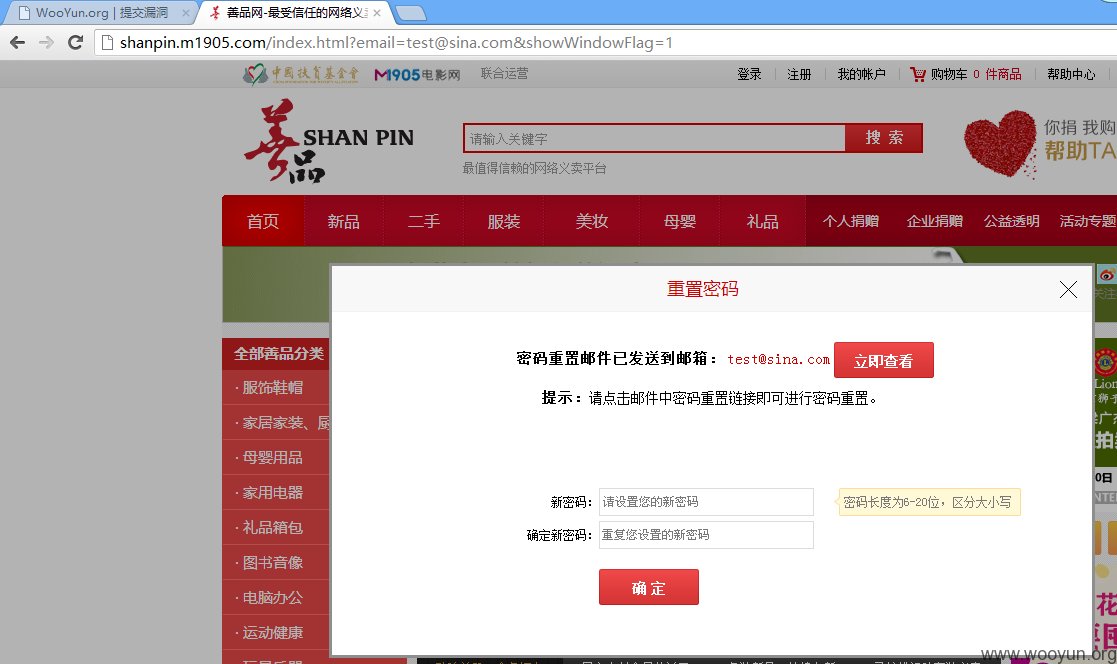 WooYun.org | 提交漏洞
善品网-最受信任的网络义
shanpin.m1905.com/index.html?email=test@sina.com&showWindowFlag=1
M1905电影网 联合运营 登录 注册 我的帐户 购物车 0 件商品 帮助中心
善品 SHAN PIN
请输入关键字 搜 索
最值得信赖的网络义卖平台
你捐 我购
帮助TA
首页 新品 二手 服装 美妆 母婴 礼品 个人捐赠 企业捐赠 公益透明 活动专题
重置密码
关注
全部善品分类
· 服饰鞋帽
· 家居家装、厨
· 母婴用品
· 家用电器
· 礼品箱包
· 图书音像
· 电脑办公
· 运动健康
密码重置邮件已发送到邮箱：test@sina.com 立即查看
提示：请点击邮件中密码重置链接即可进行密码重置。
新密码： 请设置您的新密码 密码长度为6-20位，区分大小写
确定新密码： 重复您设置的新密码
确 定
Lion
www.wooyun.org